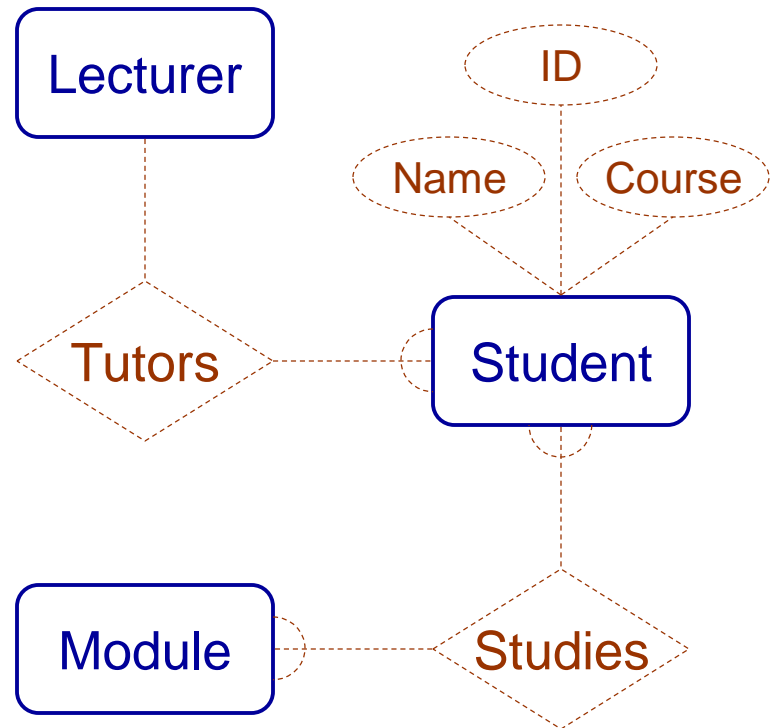 Lecturer
ID
Name
Course
Tutors
Student
Module
Studies